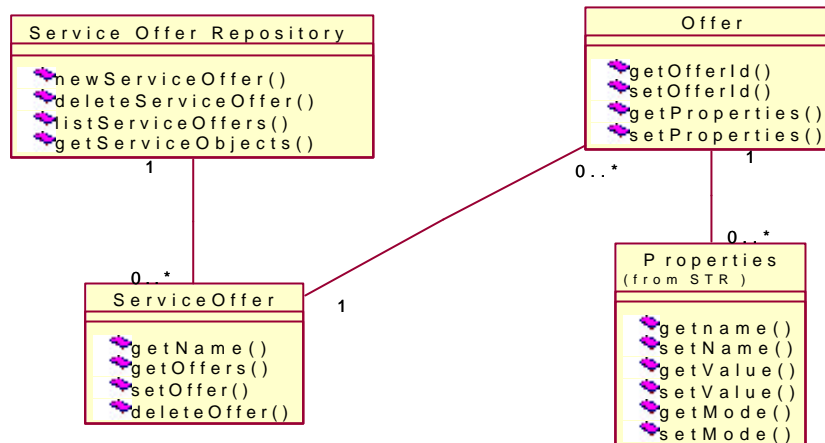 Service Offer Repository
newServiceOffer()
deleteServiceOffer()
listServiceOffers()
getServiceObjects()
1
0..*
Offer
getOfferId()
setOfferId()
getProperties()
setProperties()
0..*
1
0..*
ServiceOffer
getName()
getOffers()
setOffer()
deleteOffer()
1
Properties
(from STR)
getname()
setName()
getValue()
setValue()
getMode()
setMode()